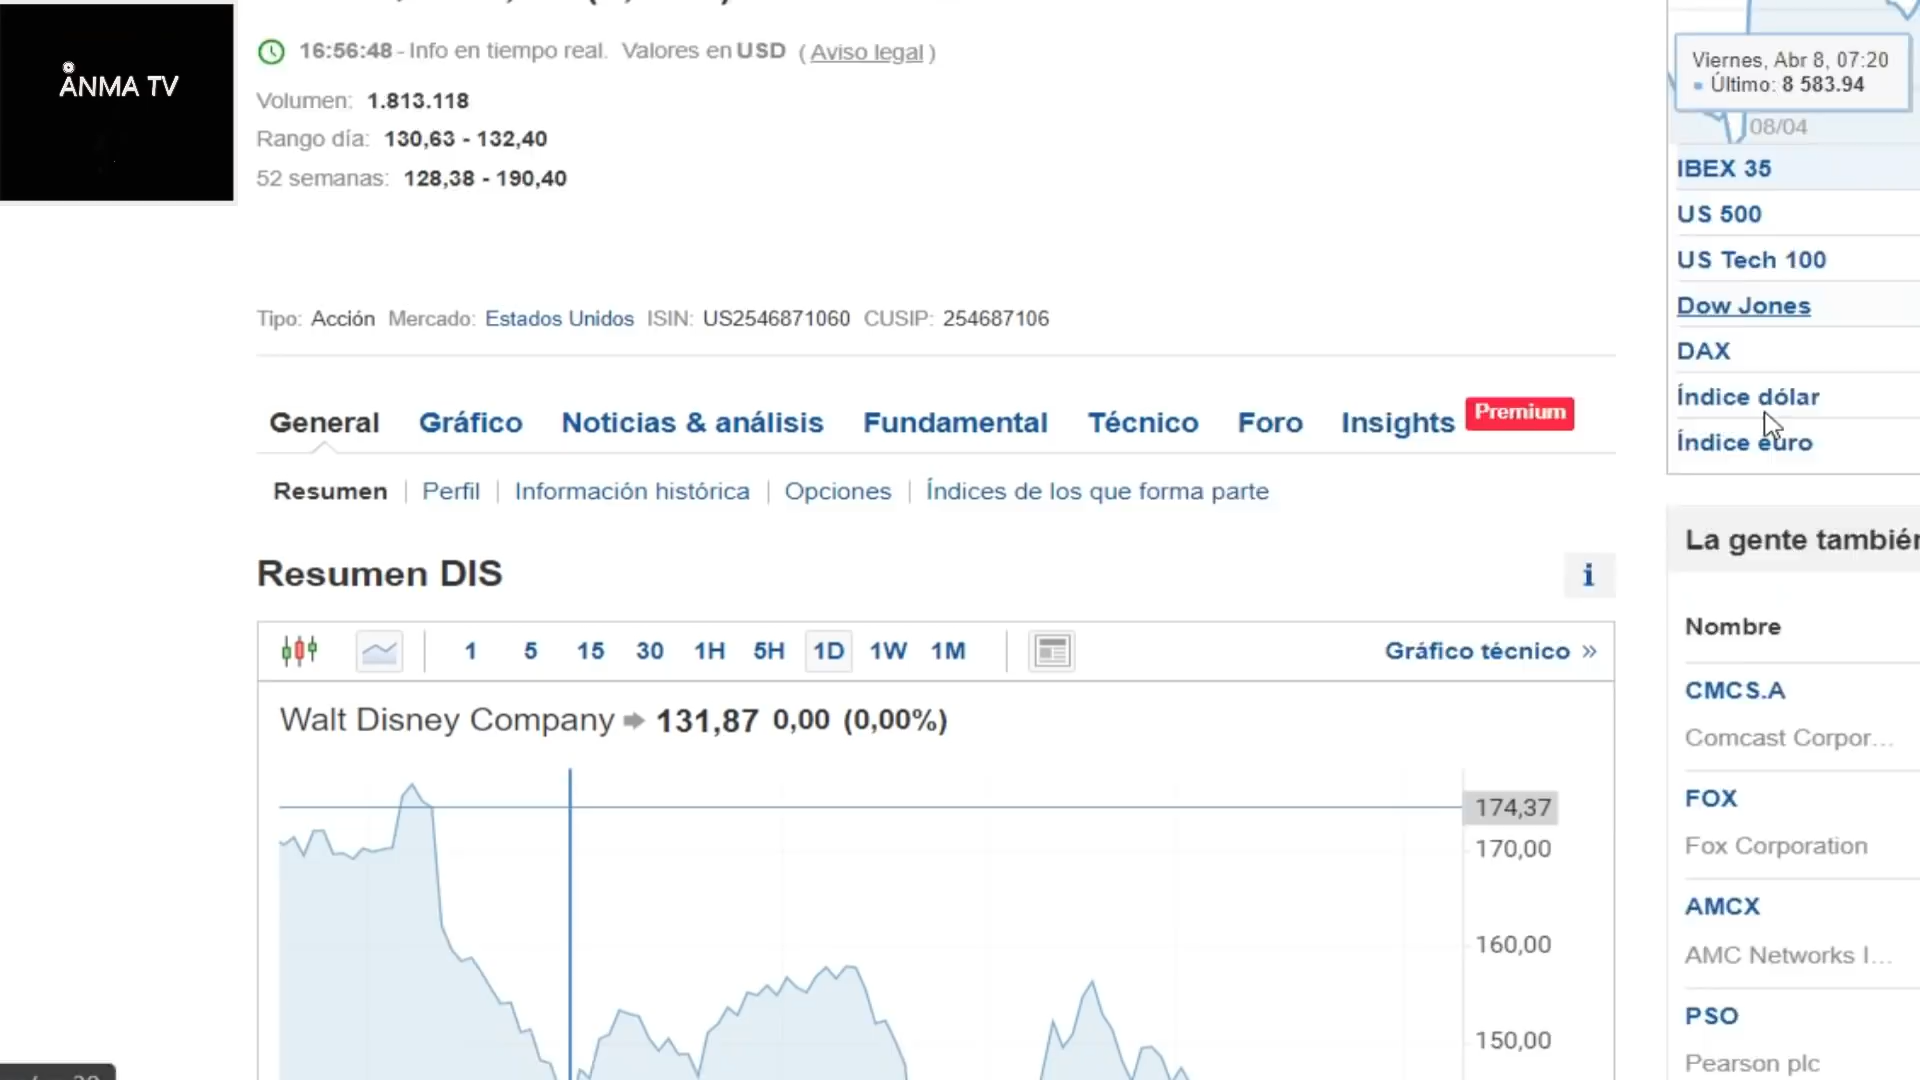 ANMA TV
16:56:48 - Info en tiempo real. Valores en USD ( Aviso legal )
Volumen: 1.813.118
Rango día: 130,63 - 132,40
52 semanas: 128,38 - 190,40
Tipo: Acción Mercado: Estados Unidos ISIN: US2546871060 CUSIP: 254687106
General Gráfico Noticias & análisis Fundamental Técnico Foro Insights Premium
Resumen | Perfil | Información histórica | Opciones | Índices de los que forma parte
Resumen DIS
i
1 5 15 30 1H 5H 1D 1W 1M
Gráfico técnico »
Walt Disney Company 131,87 0,00 (0,00%)
174,37
170,00
160,00
150,00
Viernes, Abr 8, 07:20
Último: 8 583.94
08/04
IBEX 35
US 500
US Tech 100
Dow Jones
DAX
Índice dólar
Índice euro
La gente también
Nombre
CMCS.A
Comcast Corpor...
FOX
Fox Corporation
AMCX
AMC Networks I...
PSO
Pearson plc